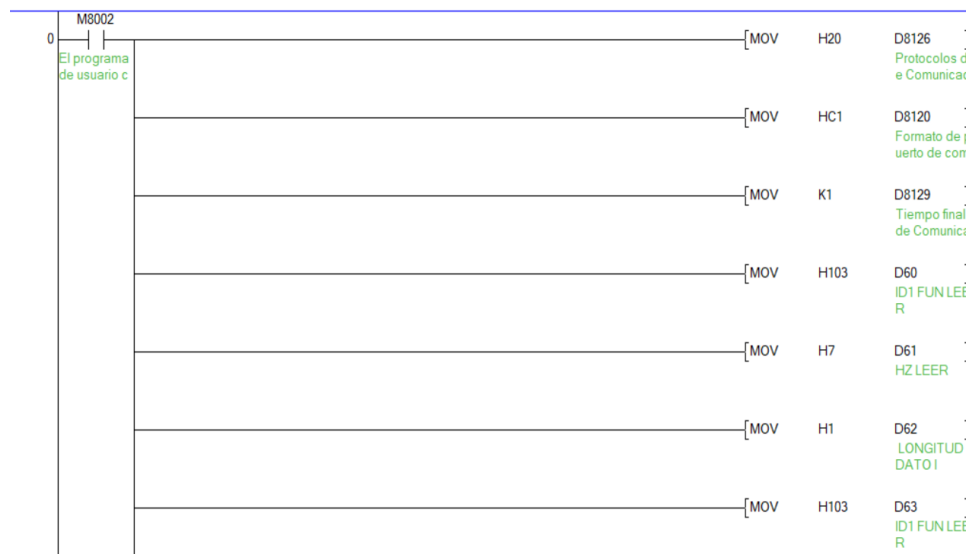 M8002
0
El programa
de usuario c
[MOV H20 D8126
Protocolos d
e Comunicac
[MOV HC1 D8120
Formato de p
uerto de com
[MOV K1 D8129
Tiempo final
de Comunica
[MOV H103 D60
ID1 FUN LEE
R
[MOV H7 D61
HZ LEER
[MOV H1 D62
LONGITUD
DATO I
[MOV H103 D63
ID1 FUN LEE
R